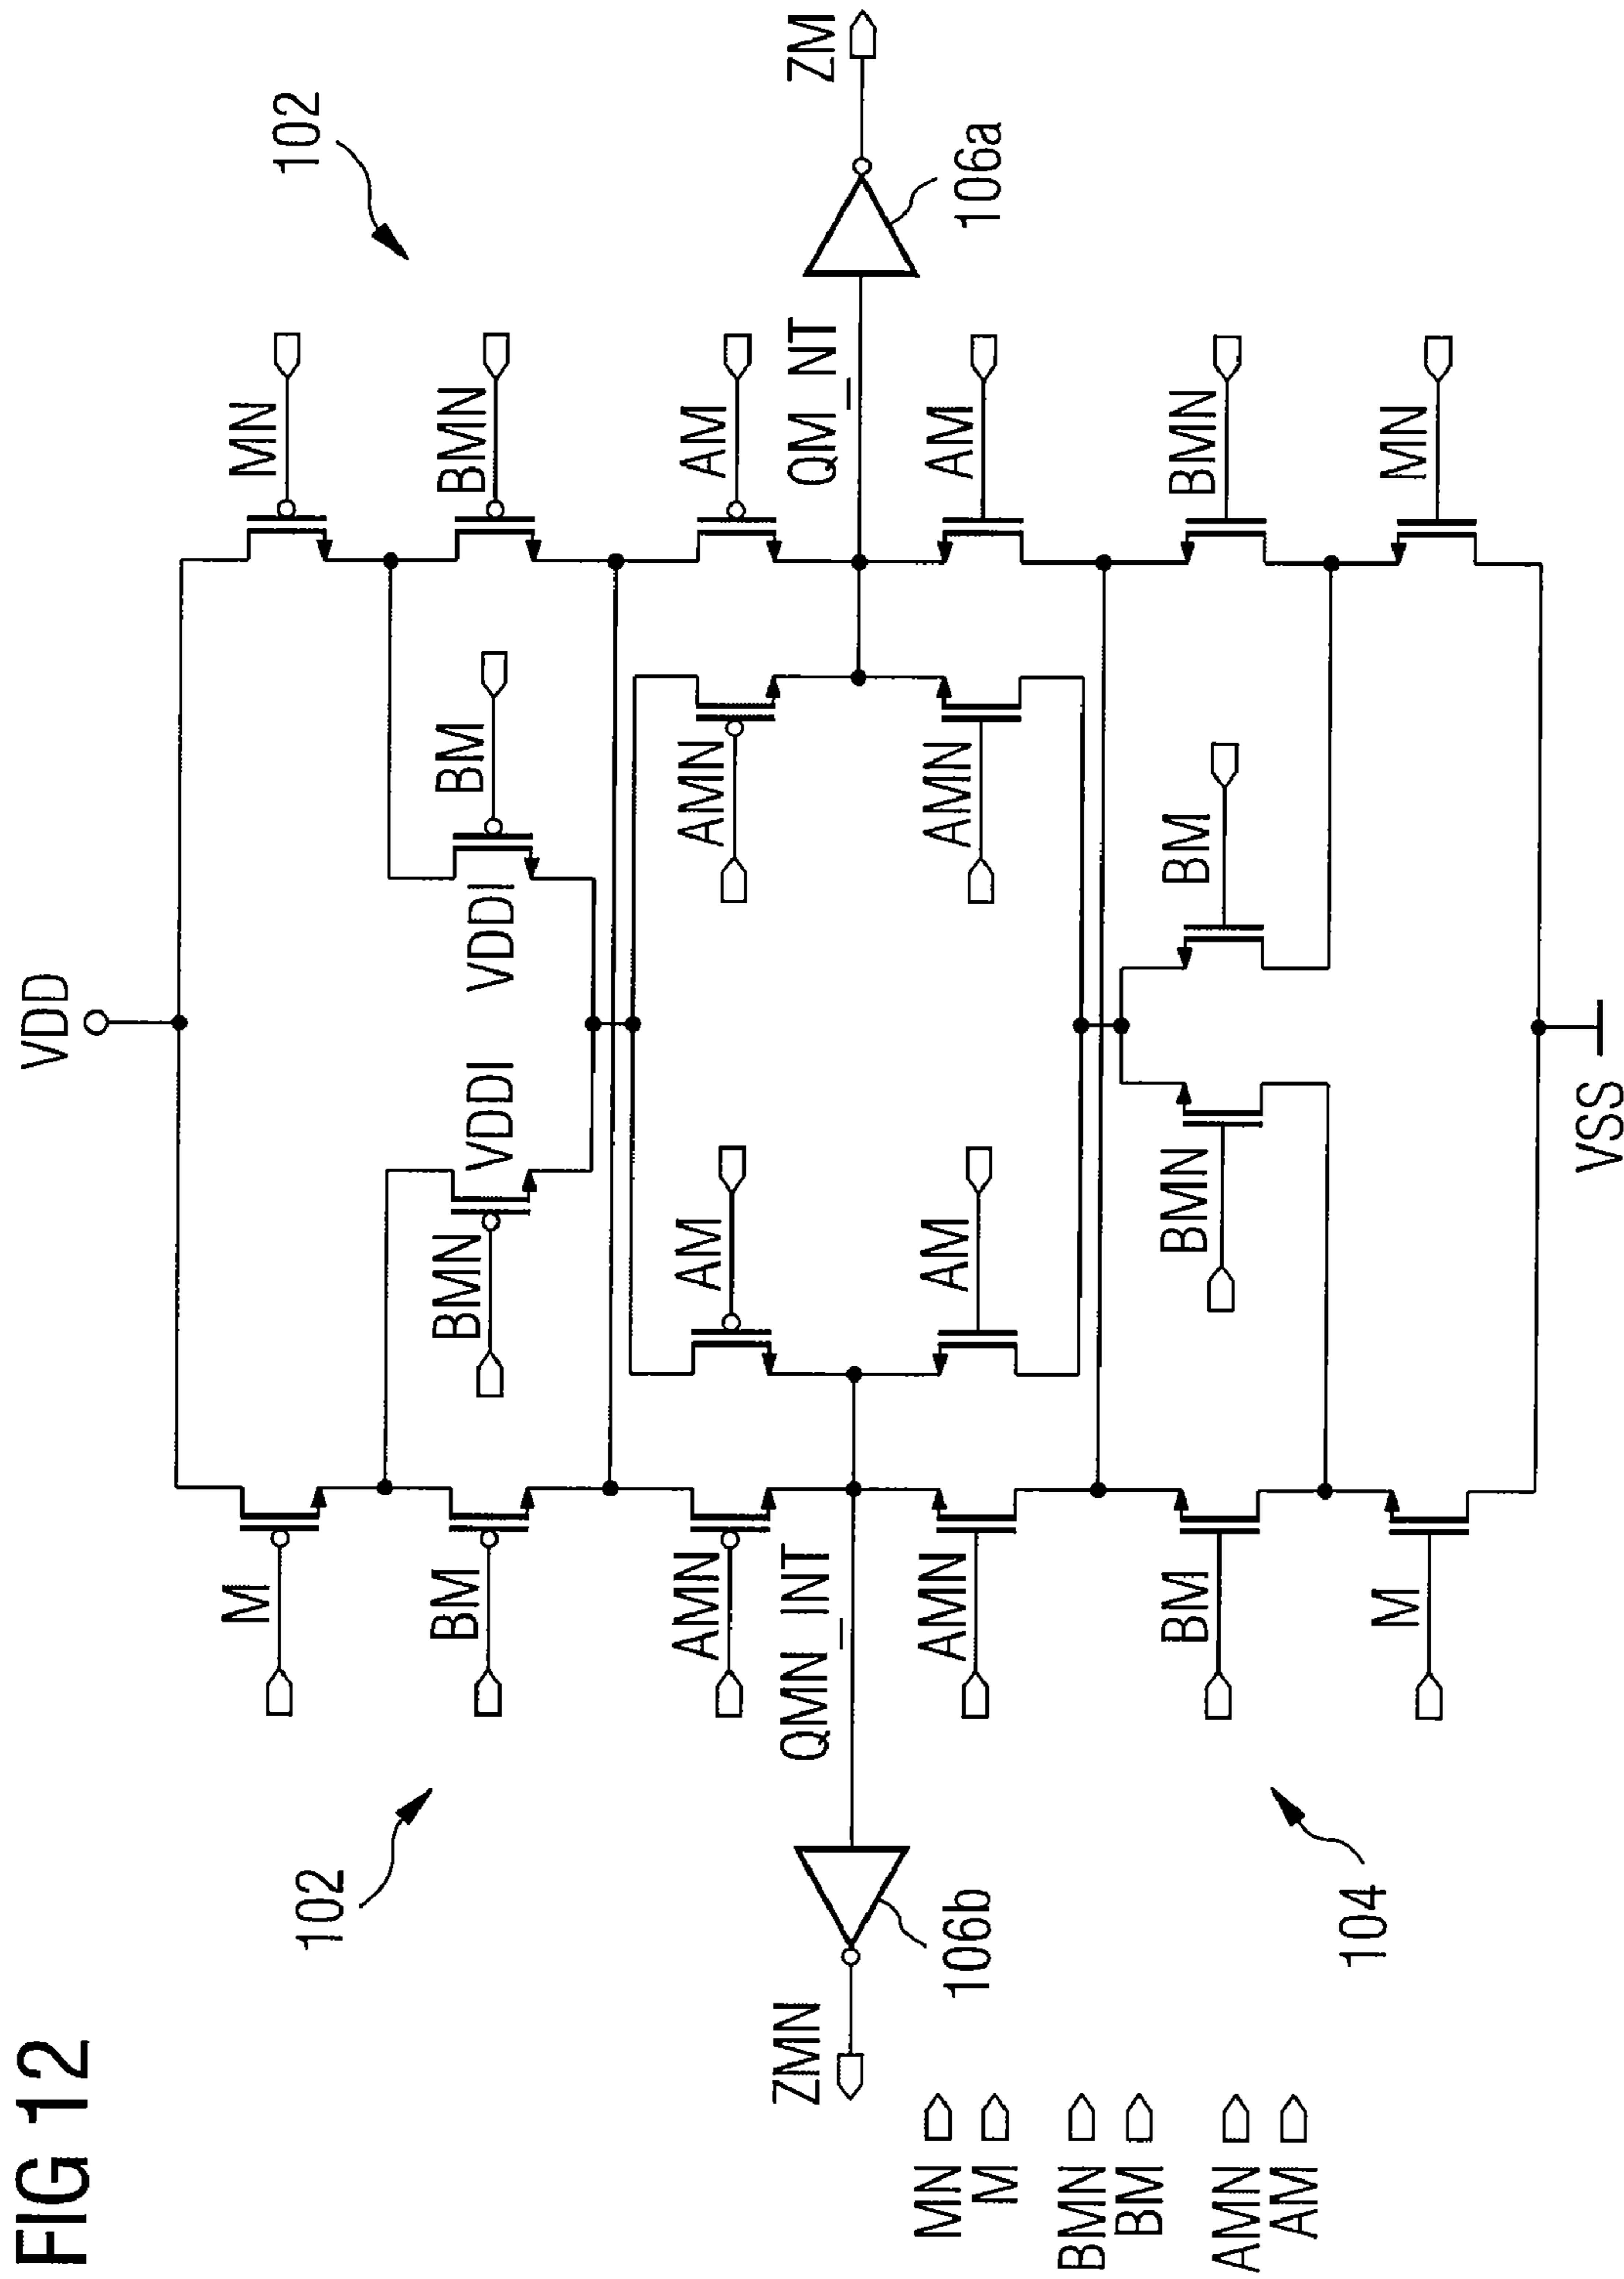 FIG 12
VDD
102
102
M
MN
BMN
VDDI
VDDI
BM
BM
BMN
AMN
AM
AMN
AM
ZMN
106b
QMN_INT
QM_NT
106a
ZM
AMN
AM
AMN
AM
104
BM
BMN
BM
BMN
M
MN
VSS
MN
M
BMN
BM
AMN
AM